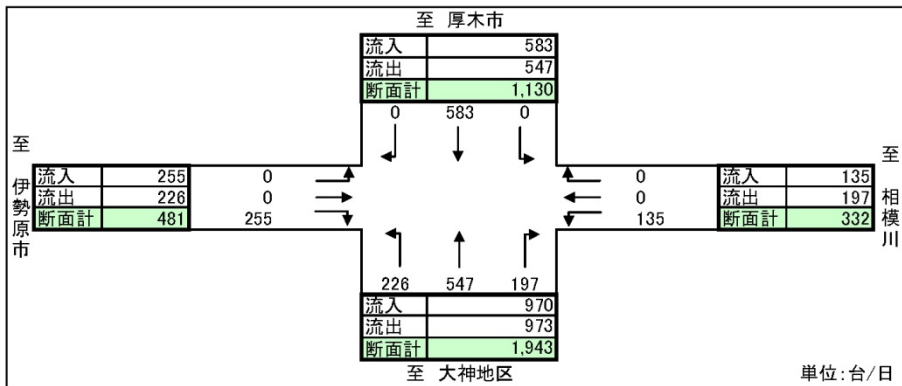 至 厚木市
流入 583
流出 547
断面計 1,130
0 583 0
至 伊勢原市
流入 255
流出 226
断面計 481
0
0
255
0
0
135
流入 135
流出 197
断面計 332
至 相模川
226 547 197
流入 970
流出 973
断面計 1,943
至 大神地区
単位:台/日